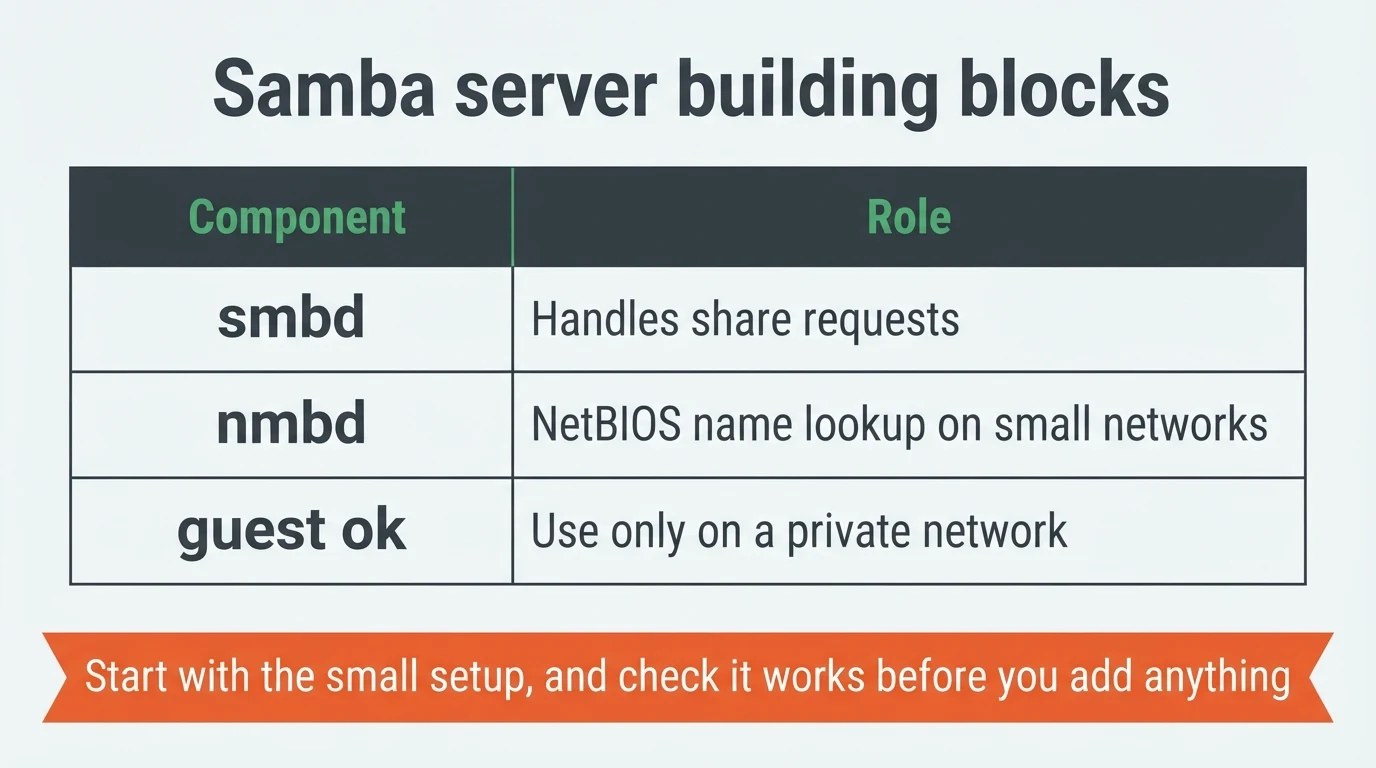 Samba server building blocks
Component Role
smbd Handles share requests
nmbd NetBIOS name lookup on small networks
guest ok Use only on a private network
Start with the small setup, and check it works before you add anything